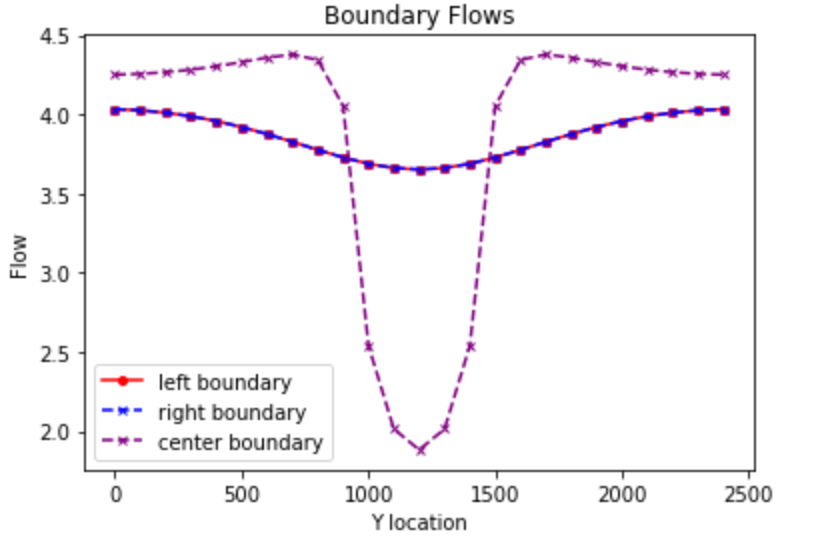 Boundary Flows
4.5
4.0
3.5
3.0
2.5
2.0
Flow
left boundary
right boundary
center boundary
0
500
1000
1500
2000
2500
Y location